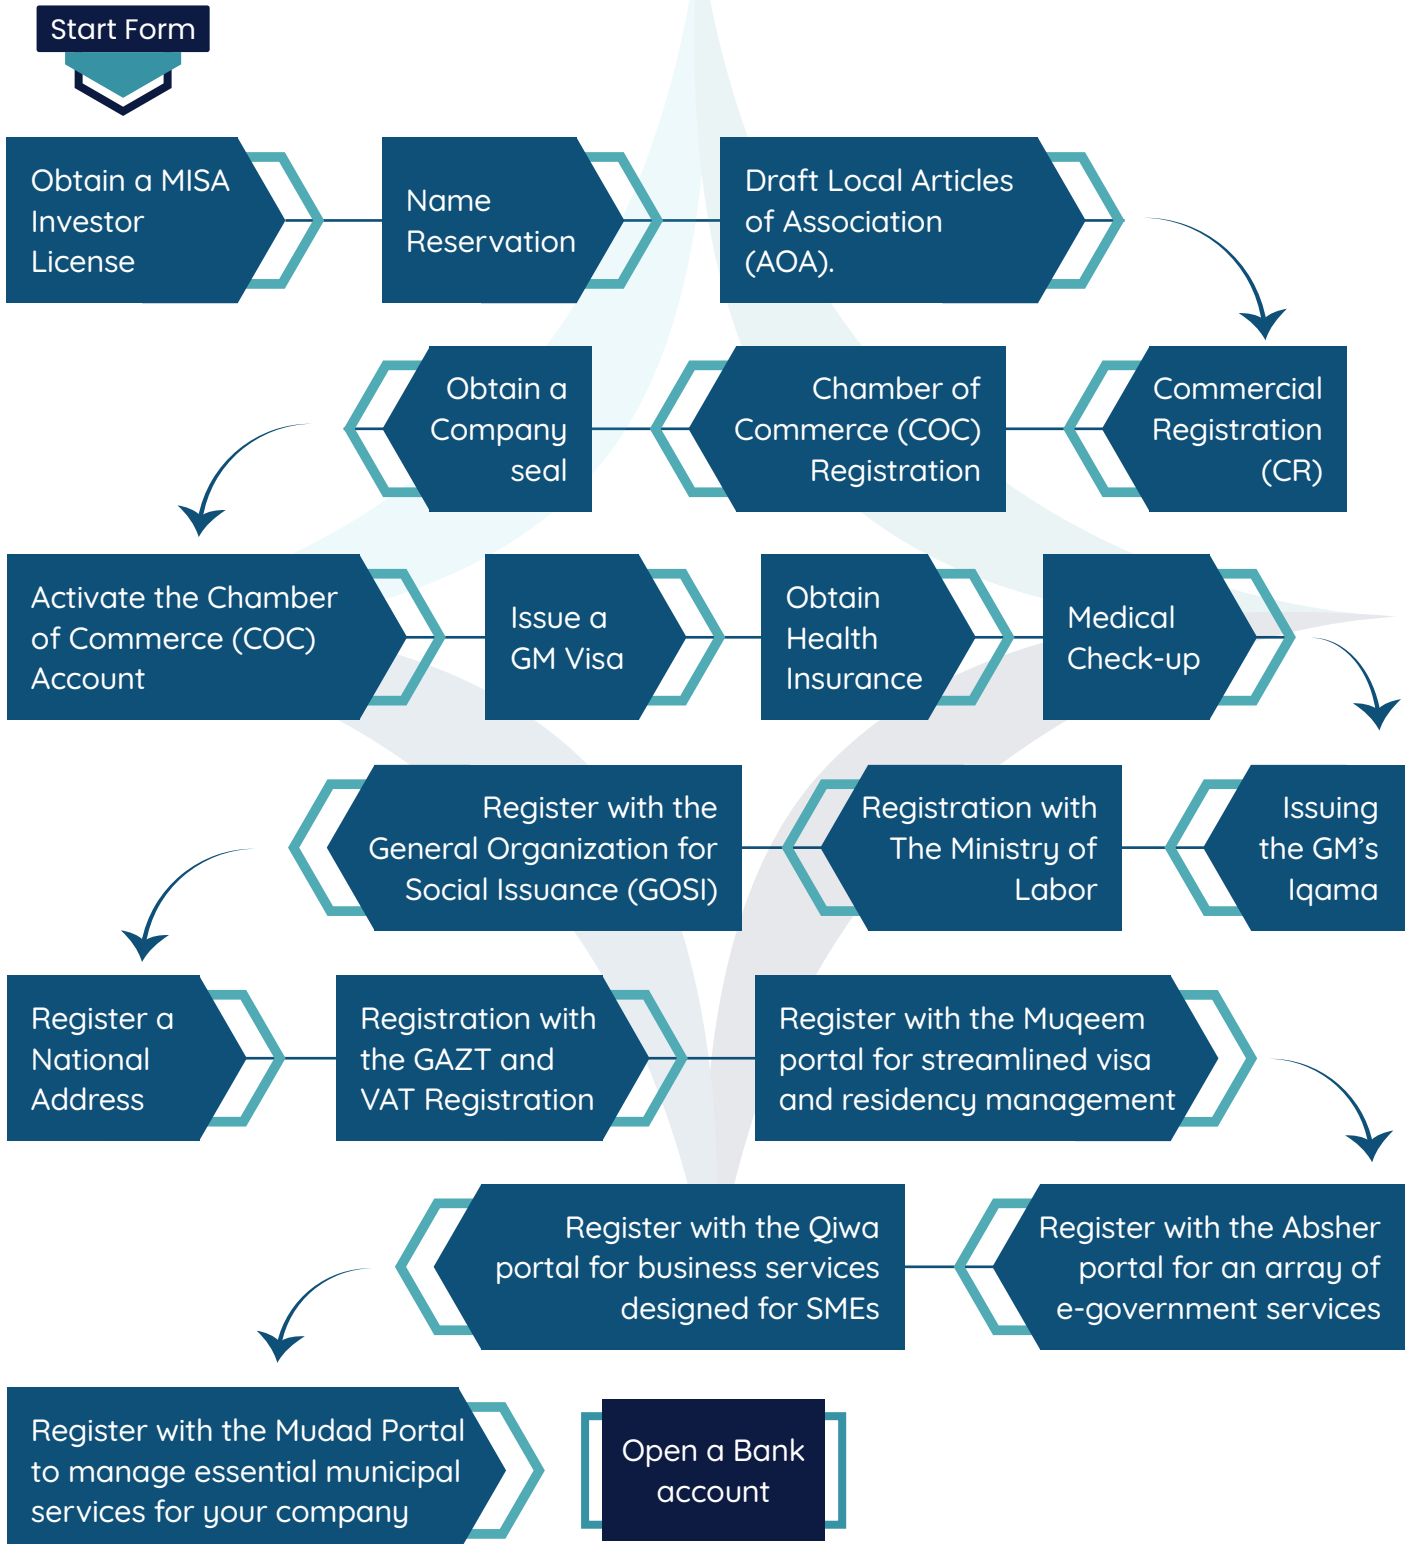 Start Form
Obtain a MISA
Investor
License
Name
Reservation
Draft Local Articles
of Association
(AOA).
Commercial
Registration
(CR)
Chamber of
Commerce (COC)
Registration
Obtain a
Company
seal
Activate the Chamber
of Commerce (COC)
Account
Issue a
GM Visa
Obtain
Health
Insurance
Medical
Check-up
Issuing
the GM's
Iqama
Registration with
The Ministry of
Labor
Register with the
General Organization for
Social Issuance (GOSI)
Register a
National
Address
Registration with
the GAZT and
VAT Registration
Register with the Muqeem
portal for streamlined visa
and residency management
Register with the Absher
portal for an array of
e-government services
Register with the Qiwa
portal for business services
designed for SMEs
Register with the Mudad Portal
to manage essential municipal
services for your company
Open a Bank
account